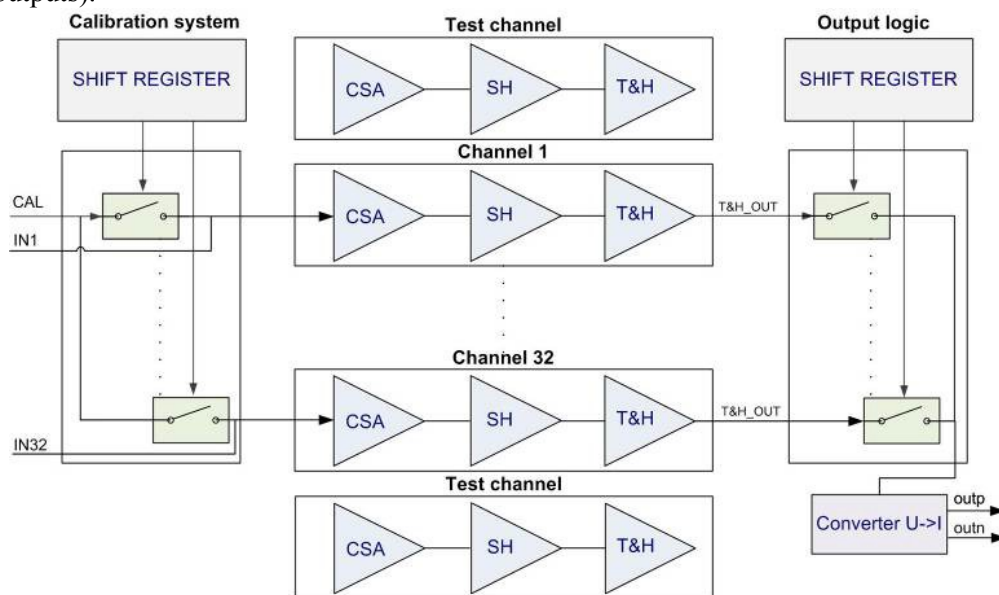 outputs).
Calibration system
Test channel
Output logic
SHIFT REGISTER
CSA
SH
T&H
SHIFT REGISTER
Channel 1
CAL
IN1
CSA
SH
T&H
T&H_OUT
Channel 32
IN32
CSA
SH
T&H
T&H_OUT
Test channel
CSA
SH
T&H
Converter U->I
outp
outn